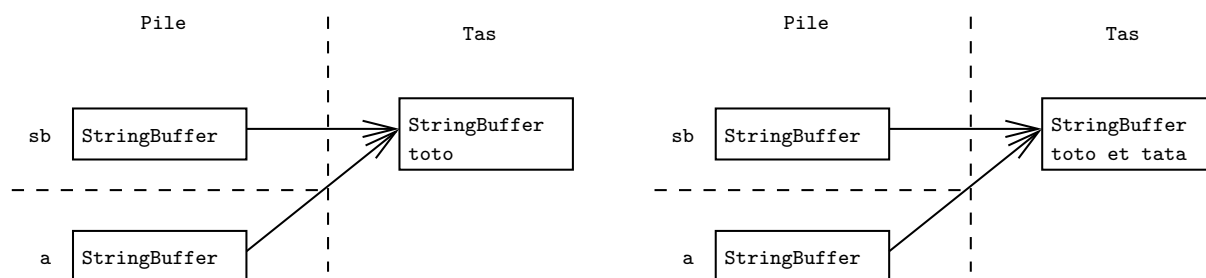 Pile
Tas
sb
StringBuffer
StringBuffer
toto
a
StringBuffer
Pile
Tas
sb
StringBuffer
StringBuffer
toto et tata
a
StringBuffer